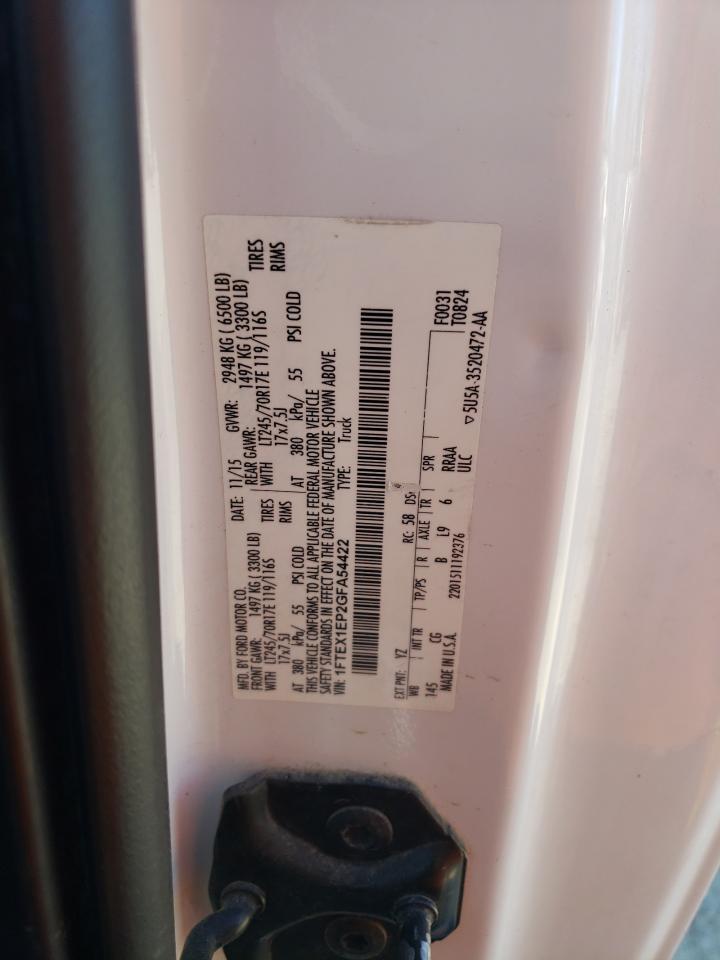 MFD. BY FORD MOTOR CO. DATE: 11/15 GVWR: 2948 KG ( 6500 LB)
FRONT GAWR: 1497 KG ( 3300 LB) REAR GAWR: 1497 KG ( 3300 LB)
WITH LT245/70R17E 119/116S TIRES WITH LT245/70R17E 119/116S TIRES
17x7.5J RIMS 17x7.5J RIMS
AT 380 kPa/ 55 PSI COLD AT 380 kPa/ 55 PSI COLD
THIS VEHICLE CONFORMS TO ALL APPLICABLE FEDERAL MOTOR VEHICLE
SAFETY STANDARDS IN EFFECT ON THE DATE OF MANUFACTURE SHOWN ABOVE.
VIN: 1FTEX1EP2GFA54422 TYPE: Truck
EXT PNT: YZ RC: 58 DSO: F0031
WB INT TR TP/PS R AXLE TR SPR T0824
145 CG B L9 6 RRAA
MADE IN U.S.A. 2201511192376 ULC ▽5U5A-3520472-AA